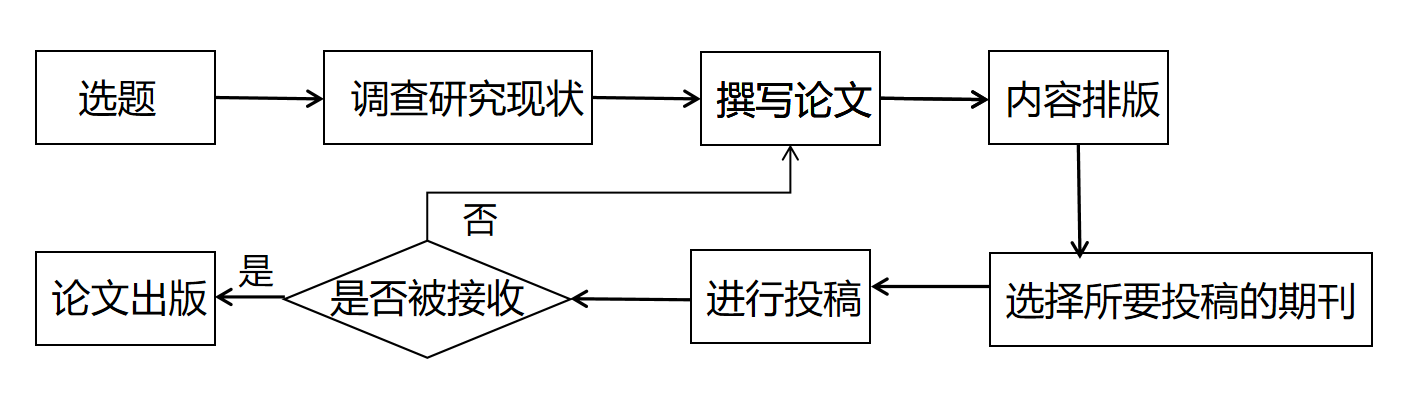 选题
调查研究现状
撰写论文
内容排版
否
是
论文出版
是否被接收
进行投稿
选择所要投稿的期刊